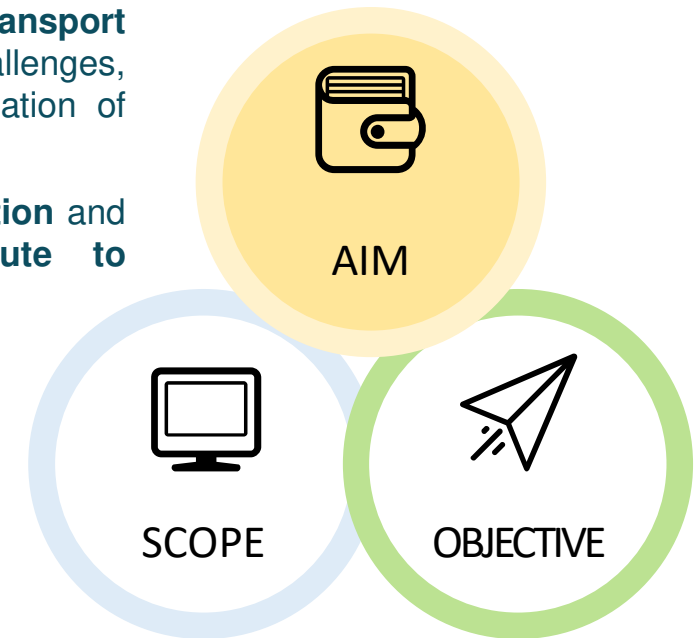 ansport
allenges,
ation of
tion and
ute to
AIM
SCOPE
OBJECTIVE